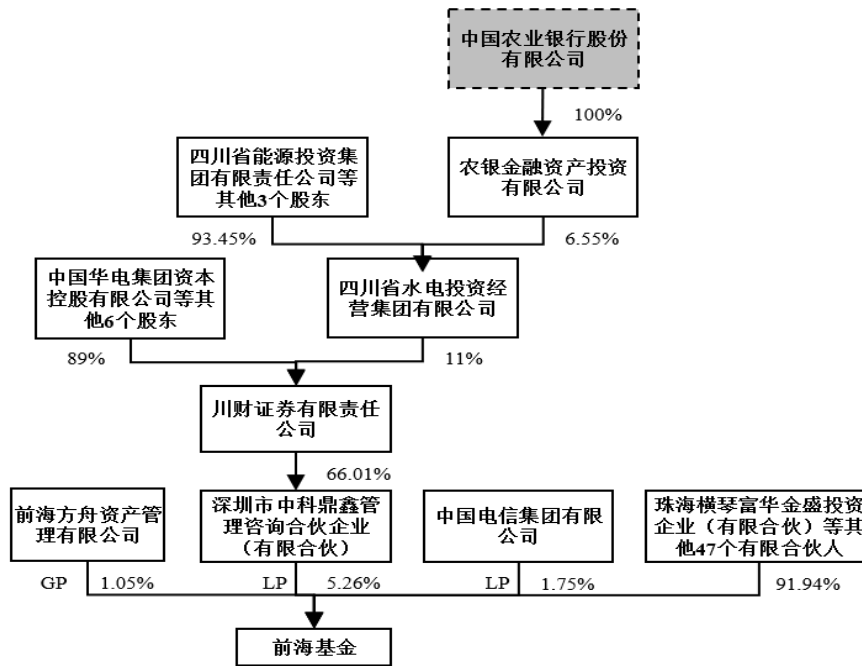 中国农业银行股份
有限公司
100%
四川省能源投资集
团有限责任公司等
其他3个股东
农银金融资产投资
有限公司
93.45%
6.55%
中国华电集团资本
控股有限公司等其
他6个股东
四川省水电投资经
营集团有限公司
89%
11%
川财证券有限责任
公司
66.01%
前海方舟资产管
理有限公司
深圳市中科鼎鑫管
理咨询合伙企业
（有限合伙）
中国电信集团有限
公司
珠海横琴富华金盛投资
企业（有限合伙）等其
他47个有限合伙人
GP 1.05%
LP 5.26%
LP 1.75%
91.94%
前海基金